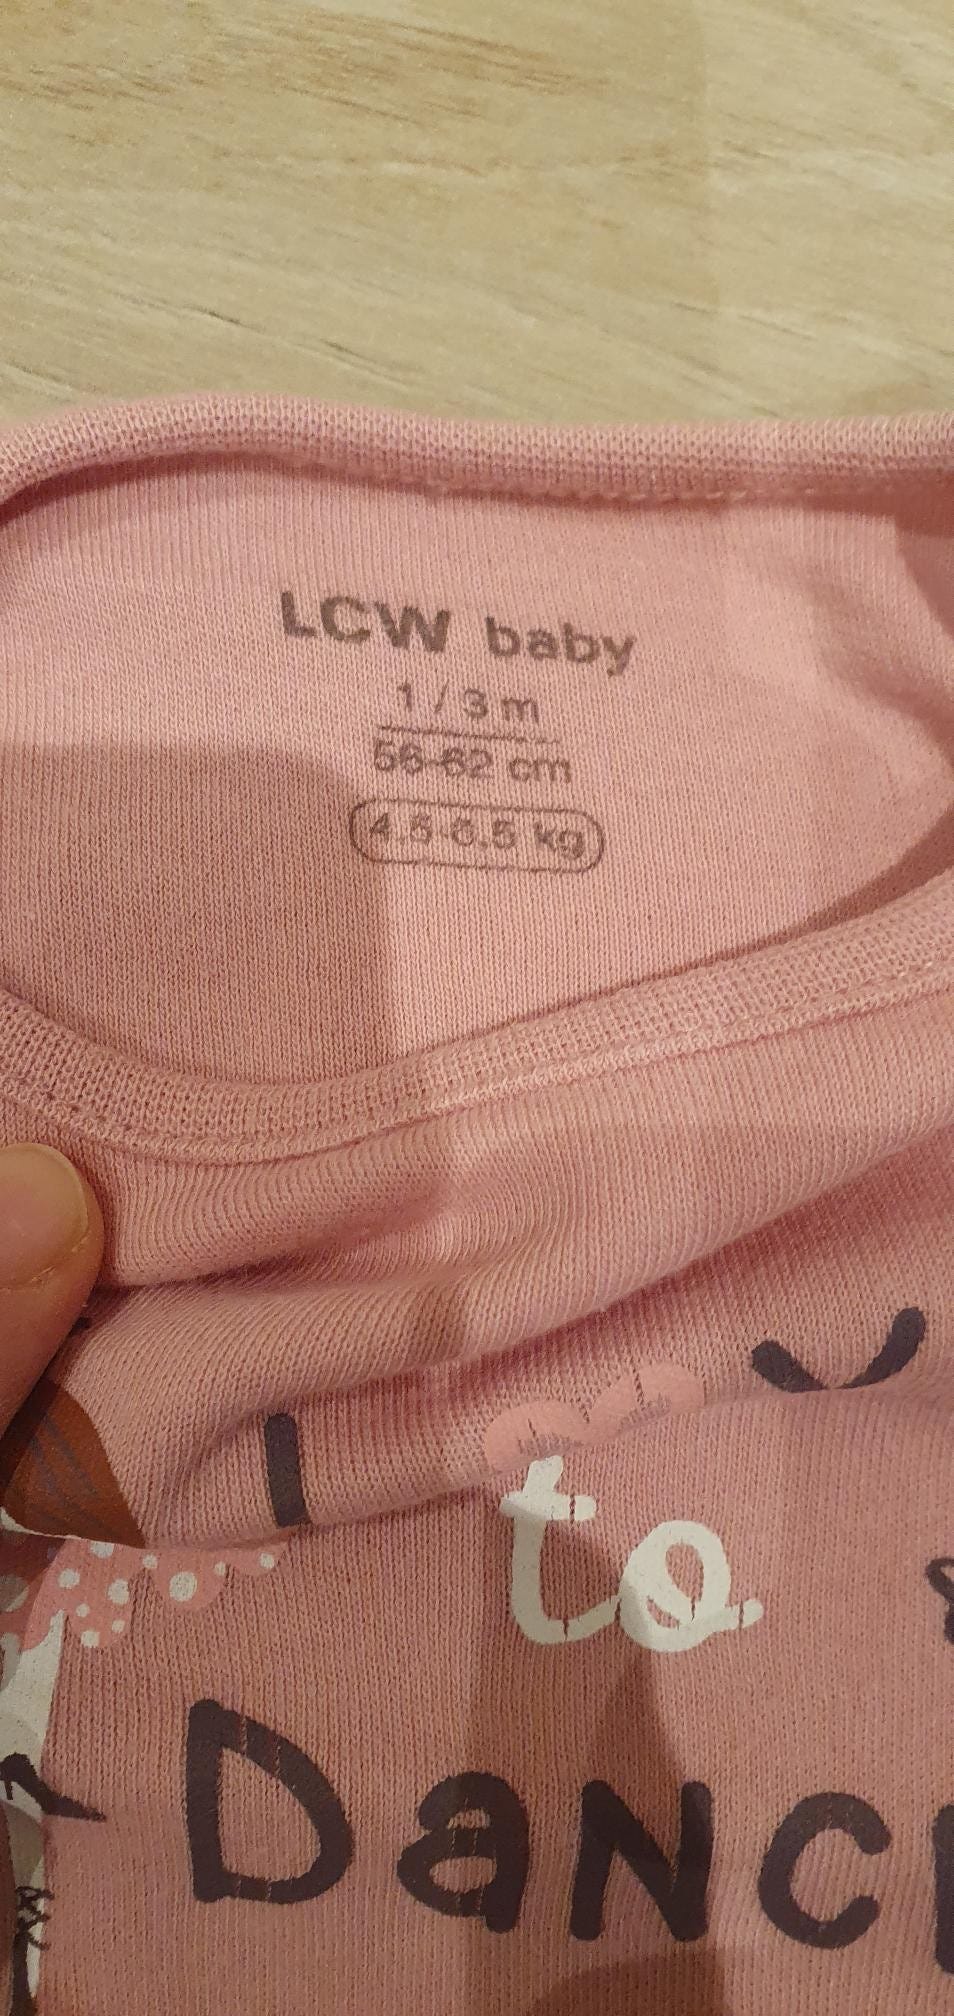 LCW baby
1 / 3 m
56-62 cm
4.5-6.5 kg
I
to
DaNC